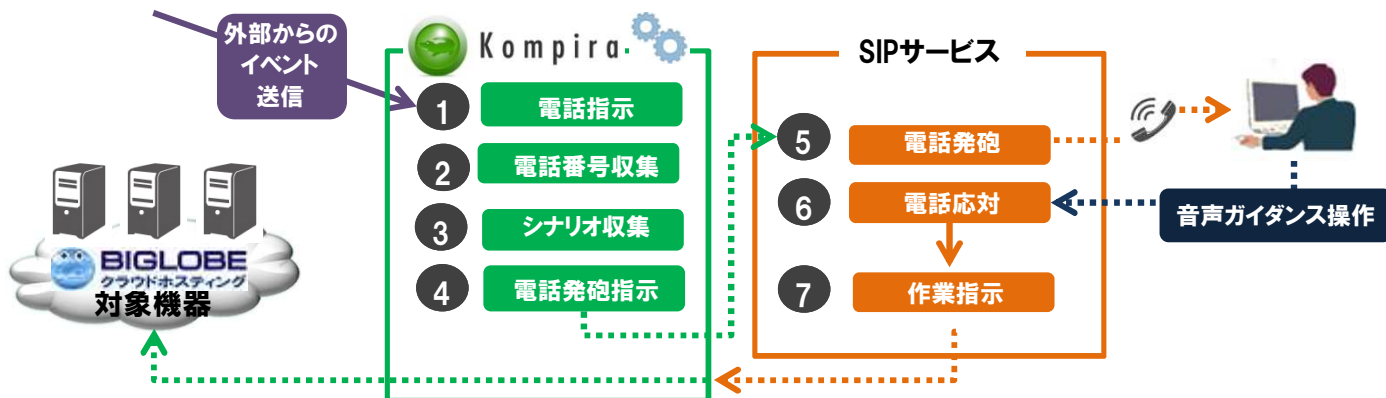 外部からの
イベント
送信
Kompira
1
電話指示
2
電話番号収集
3
シナリオ収集
4
電話発砲指示
SIPサービス
5
電話発砲
6
電話応対
7
作業指示
音声ガイダンス操作
BIGLOBE
クラウドホスティング
対象機器